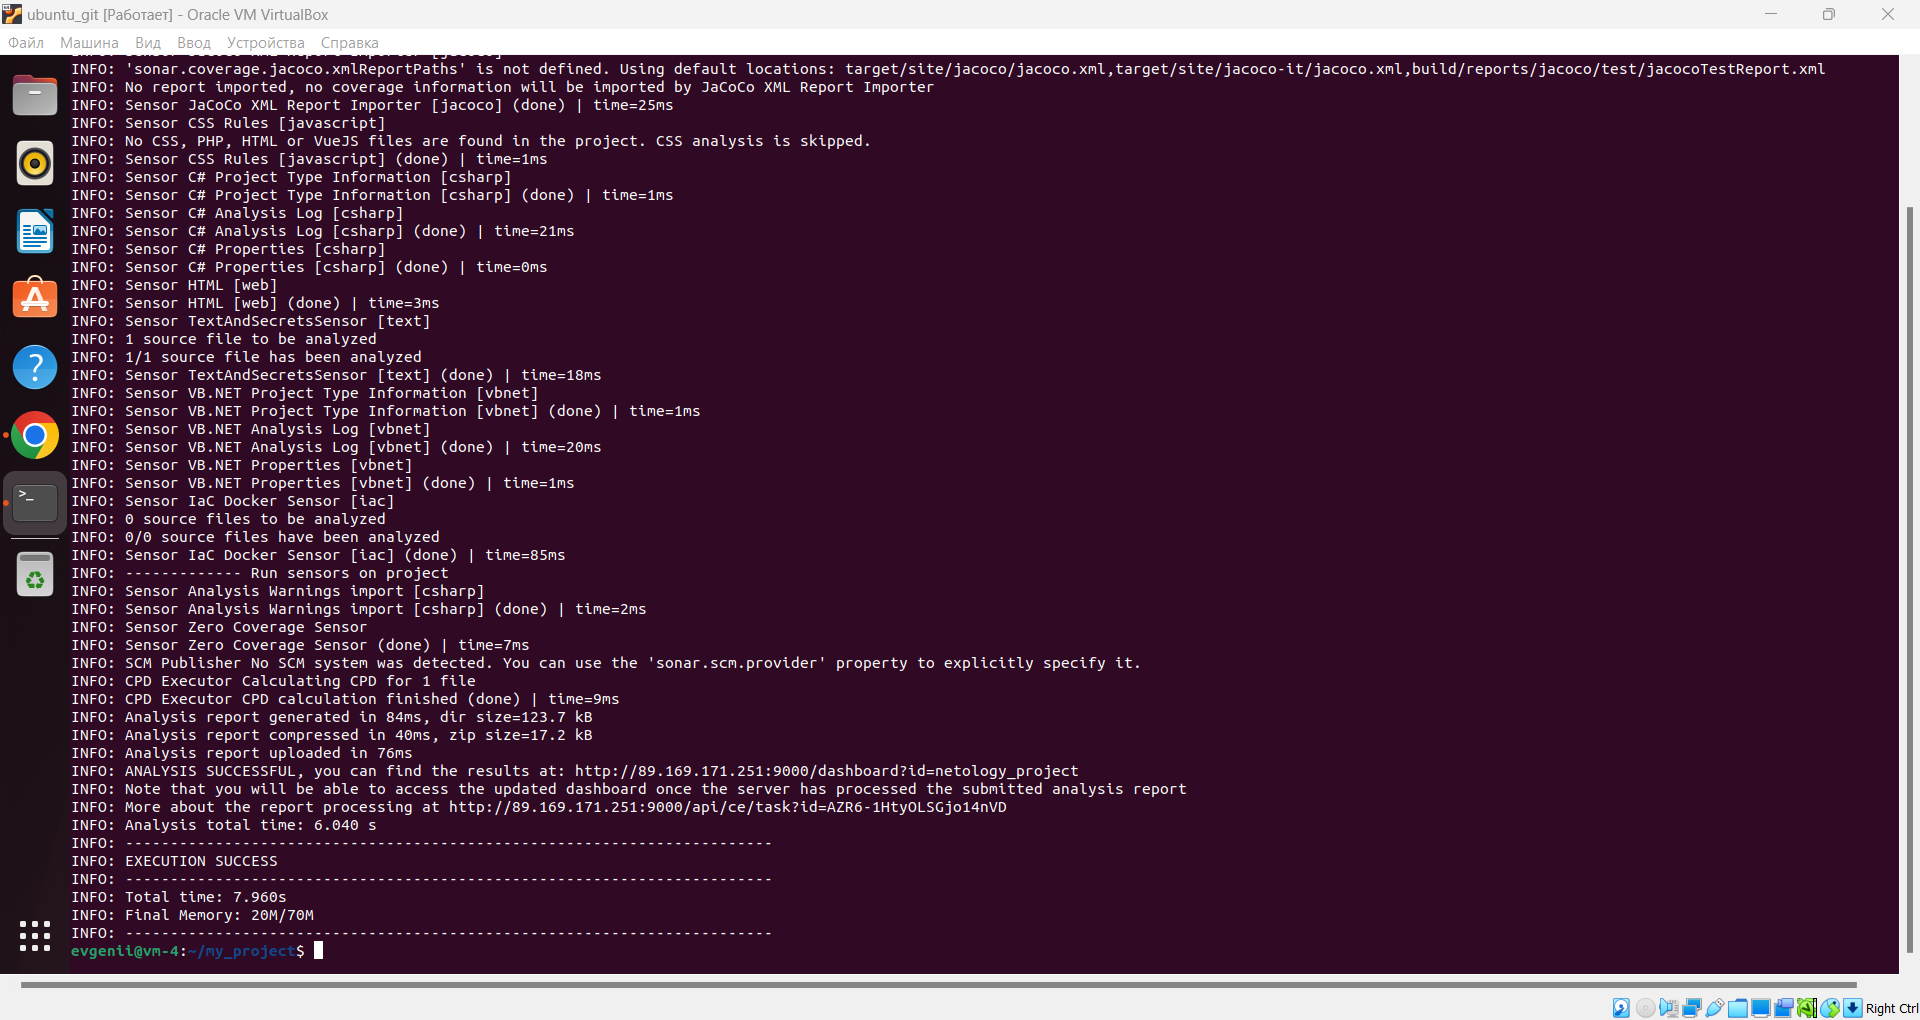 ubuntu_git [Работает] - Oracle VM VirtualBox
Файл Машина Вид Ввод Устройства Справка
INFO: 'sonar.coverage.jacoco.xmlReportPaths' is not defined. Using default locations: target/site/jacoco/jacoco.xml,target/site/jacoco-it/jacoco.xml,build/reports/jacoco/test/jacocoTestReport.xml
INFO: No report imported, no coverage information will be imported by JaCoCo XML Report Importer
INFO: Sensor JaCoCo XML Report Importer [jacoco] (done) | time=25ms
INFO: Sensor CSS Rules [javascript]
INFO: No CSS, PHP, HTML or VueJS files are found in the project. CSS analysis is skipped.
INFO: Sensor CSS Rules [javascript] (done) | time=1ms
INFO: Sensor C# Project Type Information [csharp]
INFO: Sensor C# Project Type Information [csharp] (done) | time=1ms
INFO: Sensor C# Analysis Log [csharp]
INFO: Sensor C# Analysis Log [csharp] (done) | time=21ms
INFO: Sensor C# Properties [csharp]
INFO: Sensor C# Properties [csharp] (done) | time=0ms
INFO: Sensor HTML [web]
INFO: Sensor HTML [web] (done) | time=3ms
INFO: Sensor TextAndSecretsSensor [text]
INFO: 1 source file to be analyzed
INFO: 1/1 source file has been analyzed
INFO: Sensor TextAndSecretsSensor [text] (done) | time=18ms
INFO: Sensor VB.NET Project Type Information [vbnet]
INFO: Sensor VB.NET Project Type Information [vbnet] (done) | time=1ms
INFO: Sensor VB.NET Analysis Log [vbnet]
INFO: Sensor VB.NET Analysis Log [vbnet] (done) | time=20ms
INFO: Sensor VB.NET Properties [vbnet]
INFO: Sensor VB.NET Properties [vbnet] (done) | time=1ms
INFO: Sensor IaC Docker Sensor [iac]
INFO: 0 source files to be analyzed
INFO: 0/0 source files have been analyzed
INFO: Sensor IaC Docker Sensor [iac] (done) | time=85ms
INFO: ------------- Run sensors on project
INFO: Sensor Analysis Warnings import [csharp]
INFO: Sensor Analysis Warnings import [csharp] (done) | time=2ms
INFO: Sensor Zero Coverage Sensor
INFO: Sensor Zero Coverage Sensor (done) | time=7ms
INFO: SCM Publisher No SCM system was detected. You can use the 'sonar.scm.provider' property to explicitly specify it.
INFO: CPD Executor Calculating CPD for 1 file
INFO: CPD Executor CPD calculation finished (done) | time=9ms
INFO: Analysis report generated in 84ms, dir size=123.7 kB
INFO: Analysis report compressed in 40ms, zip size=17.2 kB
INFO: Analysis report uploaded in 76ms
INFO: ANALYSIS SUCCESSFUL, you can find the results at: http://89.169.171.251:9000/dashboard?id=netology_project
INFO: Note that you will be able to access the updated dashboard once the server has processed the submitted analysis report
INFO: More about the report processing at http://89.169.171.251:9000/api/ce/task?id=AZR6-1HtyOLSGjo14nVD
INFO: Analysis total time: 6.040 s
INFO: ------------------------------------------------------------------------
INFO: EXECUTION SUCCESS
INFO: ------------------------------------------------------------------------
INFO: Total time: 7.960s
INFO: Final Memory: 20M/70M
INFO: ------------------------------------------------------------------------
evgenii@vm-4:~/my_project$
Right Ctrl